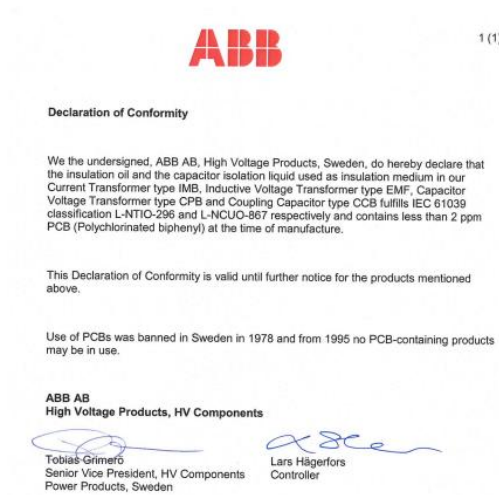 ABB
1 (1)
Declaration of Conformity
We the undersigned, ABB AB, High Voltage Products, Sweden, do hereby declare that
the insulation oil and the capacitor isolation liquid used as insulation medium in our
Current Transformer type IMB, Inductive Voltage Transformer type EMF, Capacitor
Voltage Transformer type CPB and Coupling Capacitor type CCB fulfills IEC 61039
classification L-NTIO-296 and L-NCUO-867 respectively and contains less than 2 ppm
PCB (Polychlorinated biphenyl) at the time of manufacture.
This Declaration of Conformity is valid until further notice for the products mentioned
above.
Use of PCBs was banned in Sweden in 1978 and from 1995 no PCB-containing products
may be in use.
ABB AB
High Voltage Products, HV Components
Tobias Grimerö
Senior Vice President, HV Components
Power Products, Sweden
Lars Hägerfors
Controller